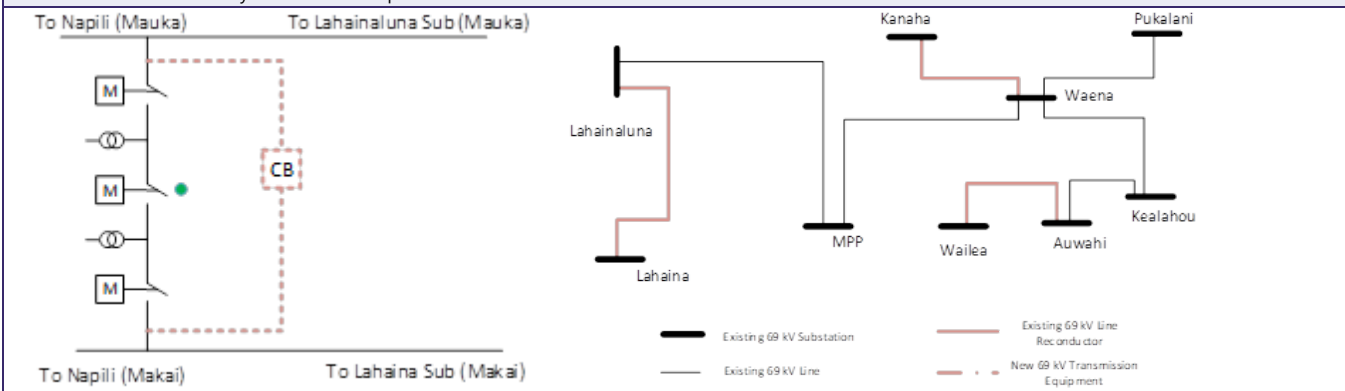 To Napili (Mauka)
To Lahainaluna Sub (Mauka)
M
M
CB
M
To Napili (Makai)
To Lahaina Sub (Makai)
Kanaha
Pukalani
Waena
Lahainaluna
Kealahou
MPP
Wailea
Auwahi
Lahaina
Existing 69 kV Substation
Existing 69 kV Line
Existing 69 kV Line
Reconductor
New 69 kV Transmission
Equipment